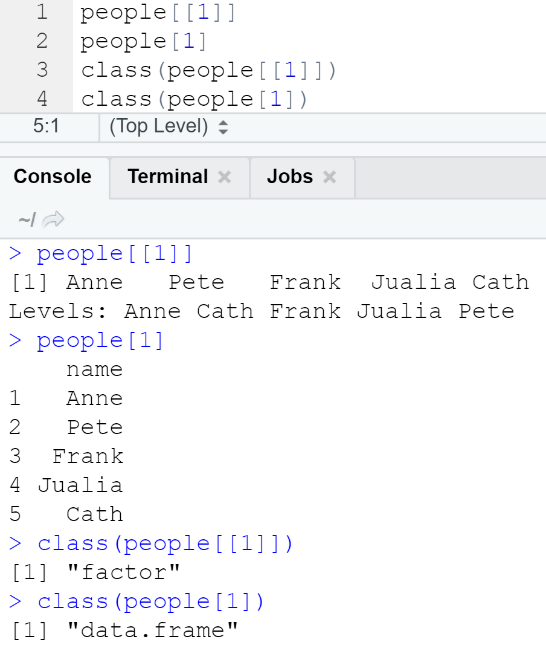 1 people[[1]]
2 people[1]
3 class(people[[1]])
4 class(people[1])
5:1 (Top Level)
Console Terminal Jobs
~/
> people[[1]]
[1] Anne   Pete   Frank  Jualia Cath
Levels: Anne Cath Frank Jualia Pete
> people[1]
    name
1   Anne
2   Pete
3  Frank
4 Jualia
5   Cath
> class(people[[1]])
[1] "factor"
> class(people[1])
[1] "data.frame"